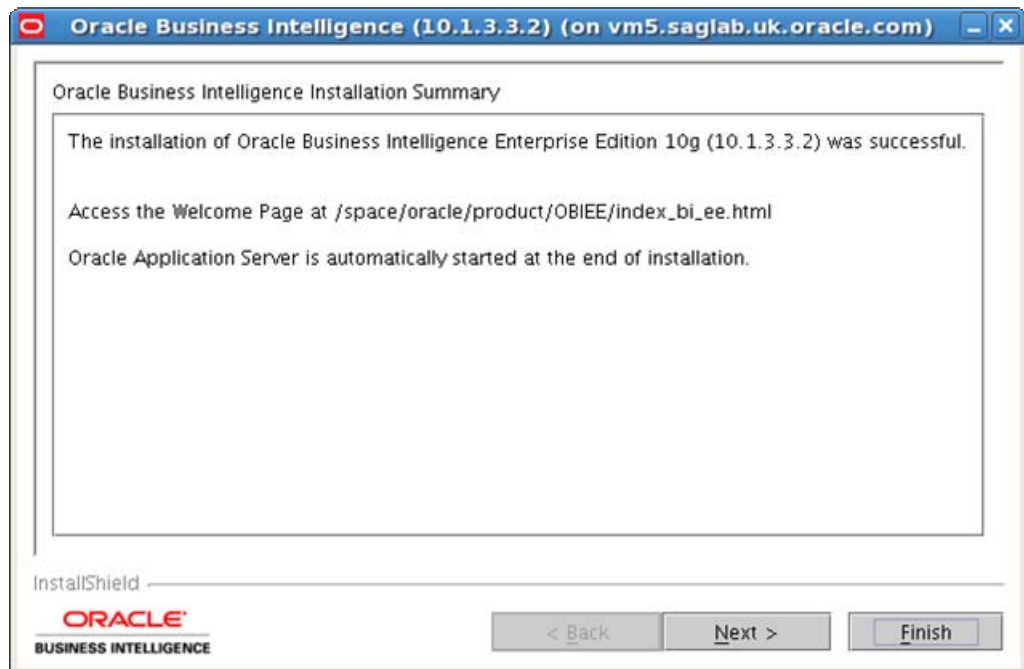 Oracle Business Intelligence (10.1.3.3.2) (on vm5.saglab.uk.oracle.com)
Oracle Business Intelligence Installation Summary
The installation of Oracle Business Intelligence Enterprise Edition 10g (10.1.3.3.2) was successful.
Access the Welcome Page at /space/oracle/product/OBIEE/index_bi_ee.html
Oracle Application Server is automatically started at the end of installation.
InstallShield
ORACLE
BUSINESS INTELLIGENCE
< Back
Next >
Finish